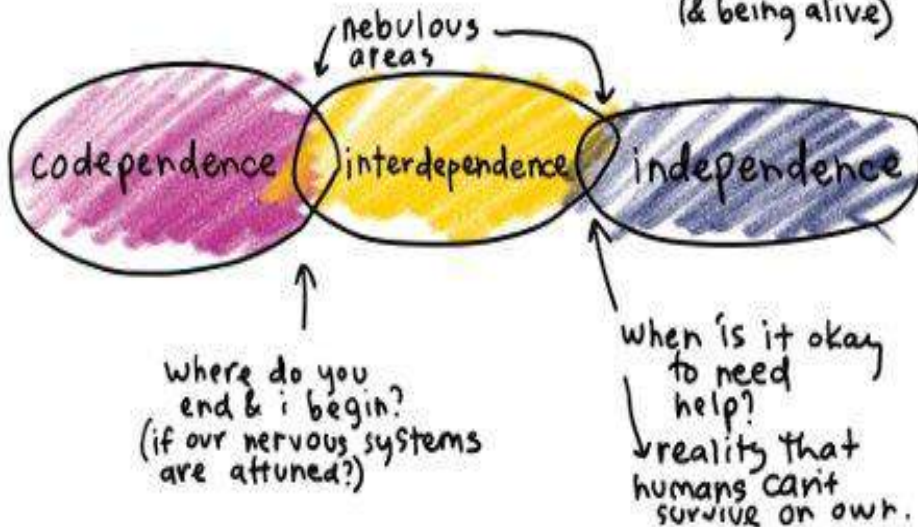 (& being alive)
nebulous
areas
codependence
interdependence
independence
where do you
end & i begin?
(if our nervous systems
are attuned?)
when is it okay
to need
help?
reality that
humans can't
survive on own.